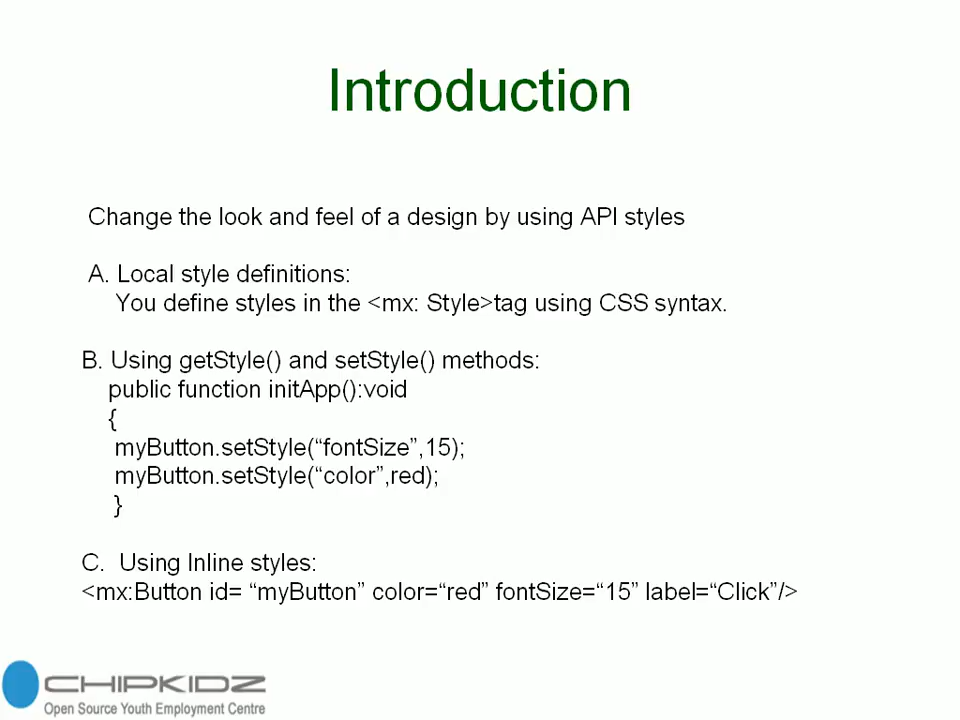 Introduction
Change the look and feel of a design by using API styles
A. Local style definitions:
You define styles in the <mx: Style>tag using CSS syntax.
B. Using getStyle() and setStyle() methods:
public function initApp():void
{
myButton.setStyle(“fontSize”,15);
myButton.setStyle(“color”,red);
}
C.  Using Inline styles:
<mx:Button id= “myButton” color=“red” fontSize=“15” label=“Click”/>
CHIPKIDZ
Open Source Youth Employment Centre